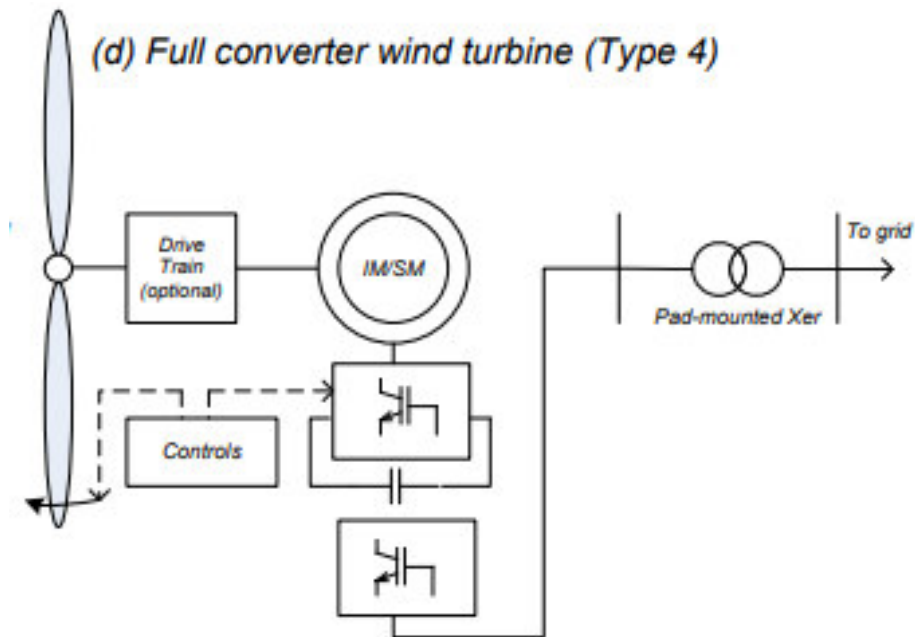 (d) Full converter wind turbine (Type 4)
Drive
Train
(optional)
IM/SM
To grid
Pad-mounted Xer
Controls